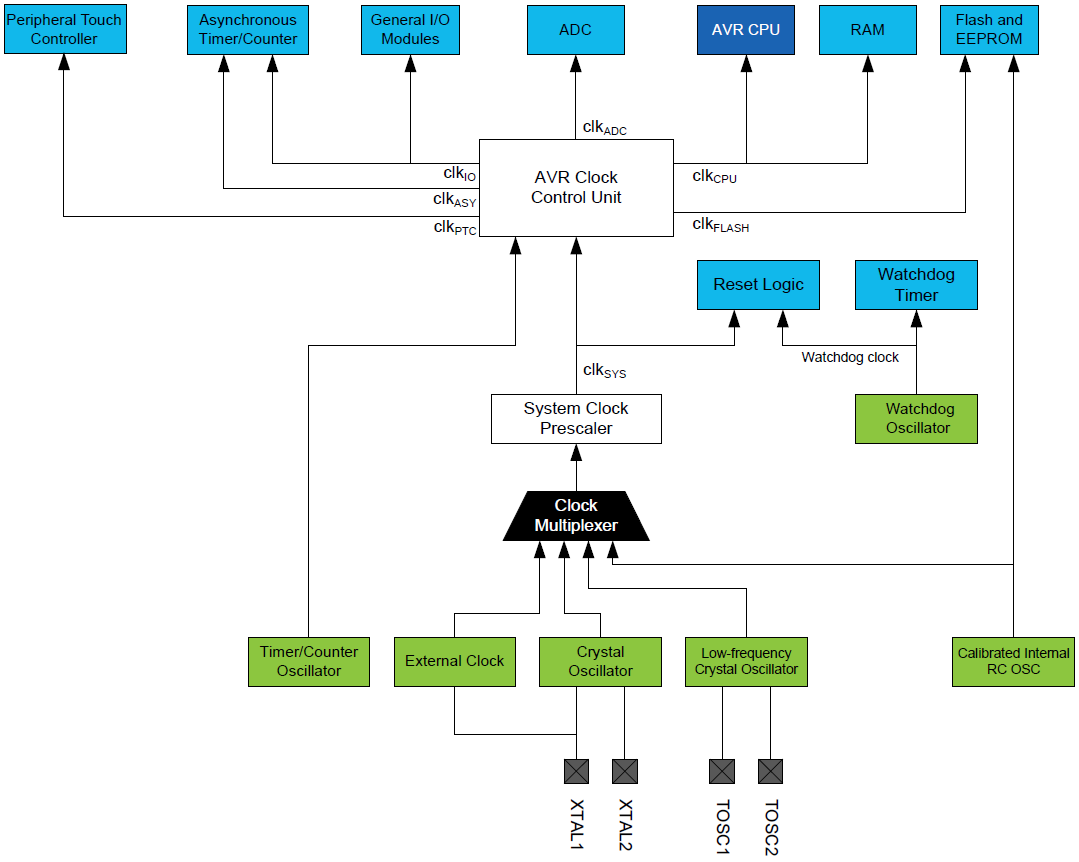 Peripheral Touch
Controller
Asynchronous
Timer/Counter
General I/O
Modules
ADC
AVR CPU
RAM
Flash and
EEPROM
clkADC
AVR Clock
Control Unit
clkIO
clkASY
clkPTC
clkCPU
clkFLASH
Reset Logic
Watchdog
Timer
Watchdog clock
clkSYS
System Clock
Prescaler
Watchdog
Oscillator
Clock
Multiplexer
Timer/Counter
Oscillator
External Clock
Crystal
Oscillator
Low-frequency
Crystal Oscillator
Calibrated Internal
RC OSC
XTAL1
XTAL2
TOSC1
TOSC2